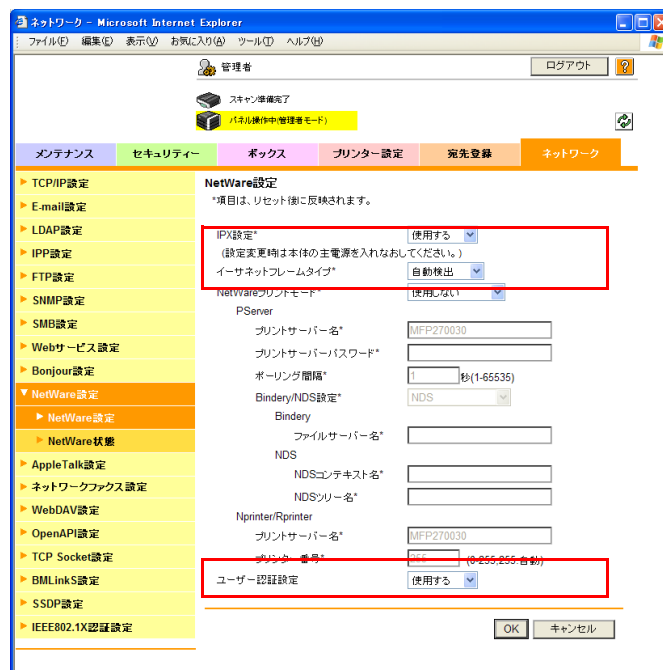 ネットワーク - Microsoft Internet Explorer
ファイル(F) 編集(E) 表示(V) お気に入り(A) ツール(T) ヘルプ(H)
管理者 ログアウト ?
スキャン準備完了
パネル操作中(管理者モード)
メンテナンス セキュリティー ボックス プリンター設定 宛先登録 ネットワーク
TCP/IP設定
E-mail設定
LDAP設定
IPP設定
FTP設定
SNMP設定
SMB設定
Webサービス設定
Bonjour設定
NetWare設定
NetWare設定
NetWare状態
AppleTalk設定
ネットワークファクス設定
WebDAV設定
OpenAPI設定
TCP Socket設定
BMLinkS設定
SSDP設定
IEEE802.1X認証設定
NetWare設定
*項目は、リセット後に反映されます。
IPX設定* 使用する
(設定変更時は本体の主電源を入れなおしてください。)
イーサネットフレームタイプ* 自動検出
NetWareプリントモード* 使用しない
PServer
プリントサーバー名* MFP270030
プリントサーバーパスワード*
ポーリング間隔* 1 秒(1-65535)
Bindery/NDS設定* NDS
Bindery
ファイルサーバー名*
NDS
NDSコンテキスト名*
NDSツリー名*
Nprinter/Rprinter
プリントサーバー名* MFP270030
プリンター番号* 255 (0-255,255:自動)
ユーザー認証設定 使用する
OK キャンセル